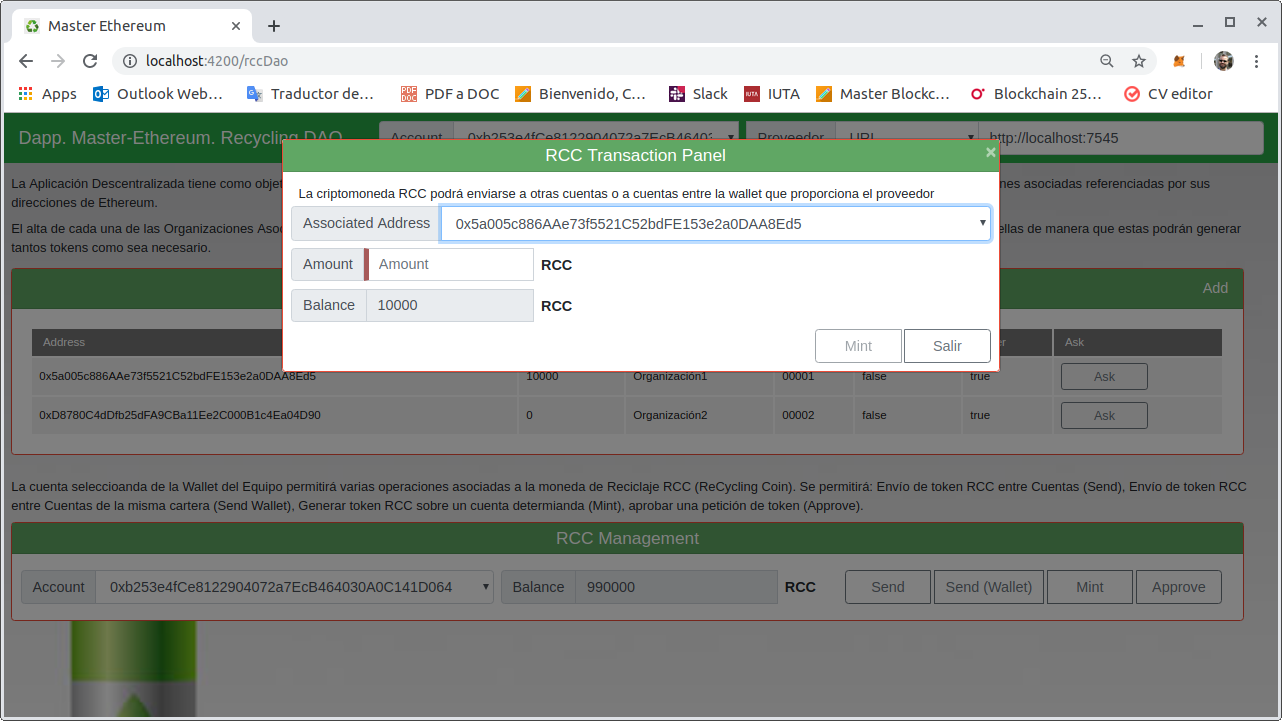 Master Ethereum
localhost:4200/rccDao
Apps Outlook Web... Traductor de... PDF a DOC Bienvenido, C... Slack IUTA Master Blockc... Blockchain 25... CV editor
Dapp. Master-Ethereum. Recycling DAO Account 0xb253e4fCe8122904072a7EcB46403 Proveedor URL http://localhost:7545
RCC Transaction Panel ×
La Aplicación Descentralizada tiene como obje nes asociadas referenciadas por sus
direcciones de Ethereum.
La criptomoneda RCC podrá enviarse a otras cuentas o a cuentas entre la wallet que proporciona el proveedor
El alta de cada una de las Organizaciones Aso ellas de manera que estas podrán generar
tantos tokens como sea necesario.
Associated Address 0x5a005c886AAe73f5521C52bdFE153e2a0DAA8Ed5
Amount Amount RCC
Balance 10000 RCC
Mint Salir
Add
Address r Ask
0x5a005c886AAe73f5521C52bdFE153e2a0DAA8Ed5 10000 Organización1 00001 false true Ask
0xD8780C4dDfb25dFA9CBa11Ee2C000B1c4Ea04D90 0 Organización2 00002 false true Ask
La cuenta seleccioanda de la Wallet del Equipo permitirá varias operaciones asociadas a la moneda de Reciclaje RCC (ReCycling Coin). Se permitirá: Envío de token RCC entre Cuentas (Send), Envío de token RCC
entre Cuentas de la misma cartera (Send Wallet), Generar token RCC sobre un cuenta determianda (Mint), aprobar una petición de token (Approve).
RCC Management
Account 0xb253e4fCe8122904072a7EcB464030A0C141D064 Balance 990000 RCC Send Send (Wallet) Mint Approve